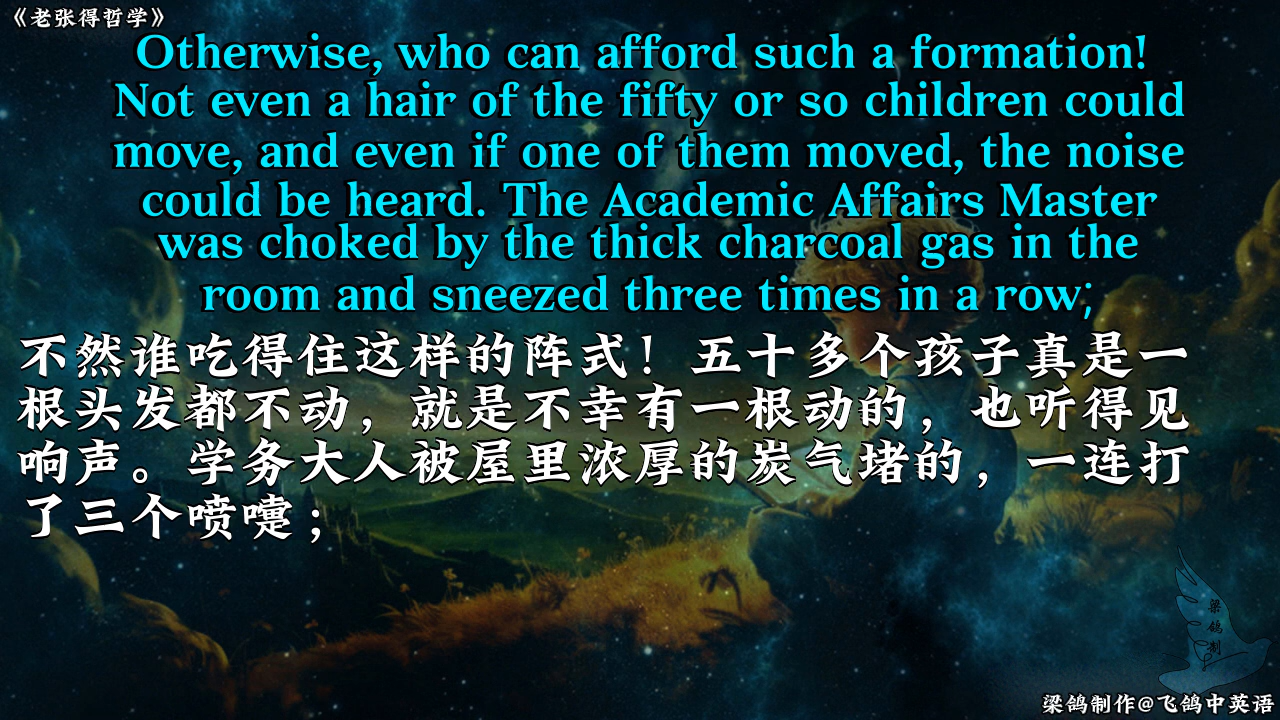 《老张得哲学》
Otherwise, who can afford such a formation!
Not even a hair of the fifty or so children could
move, and even if one of them moved, the noise
could be heard. The Academic Affairs Master
was choked by the thick charcoal gas in the
room and sneezed three times in a row;
不然谁吃得住这样的阵式！五十多个孩子真是一
根头发都不动，就是不幸有一根动的，也听得见
响声。学务大人被屋里浓厚的炭气堵的，一连打
了三个喷嚏；
梁鸽制
梁鸽制作@飞鸽中英语